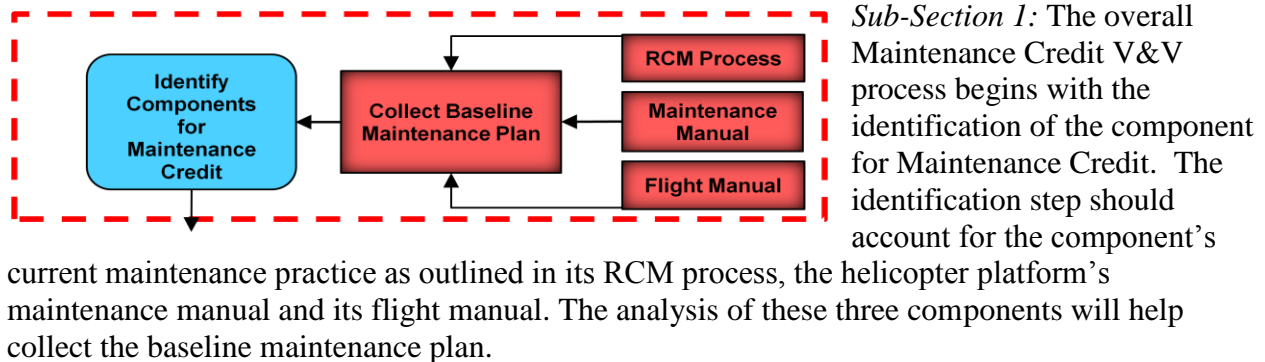 Identify
Components
for
Maintenance
Credit
Collect Baseline
Maintenance Plan
RCM Process
Maintenance
Manual
Flight Manual
Sub-Section 1: The overall
Maintenance Credit V&V
process begins with the
identification of the component
for Maintenance Credit.  The
identification step should
account for the component’s
current maintenance practice as outlined in its RCM process, the helicopter platform’s
maintenance manual and its flight manual. The analysis of these three components will help
collect the baseline maintenance plan.